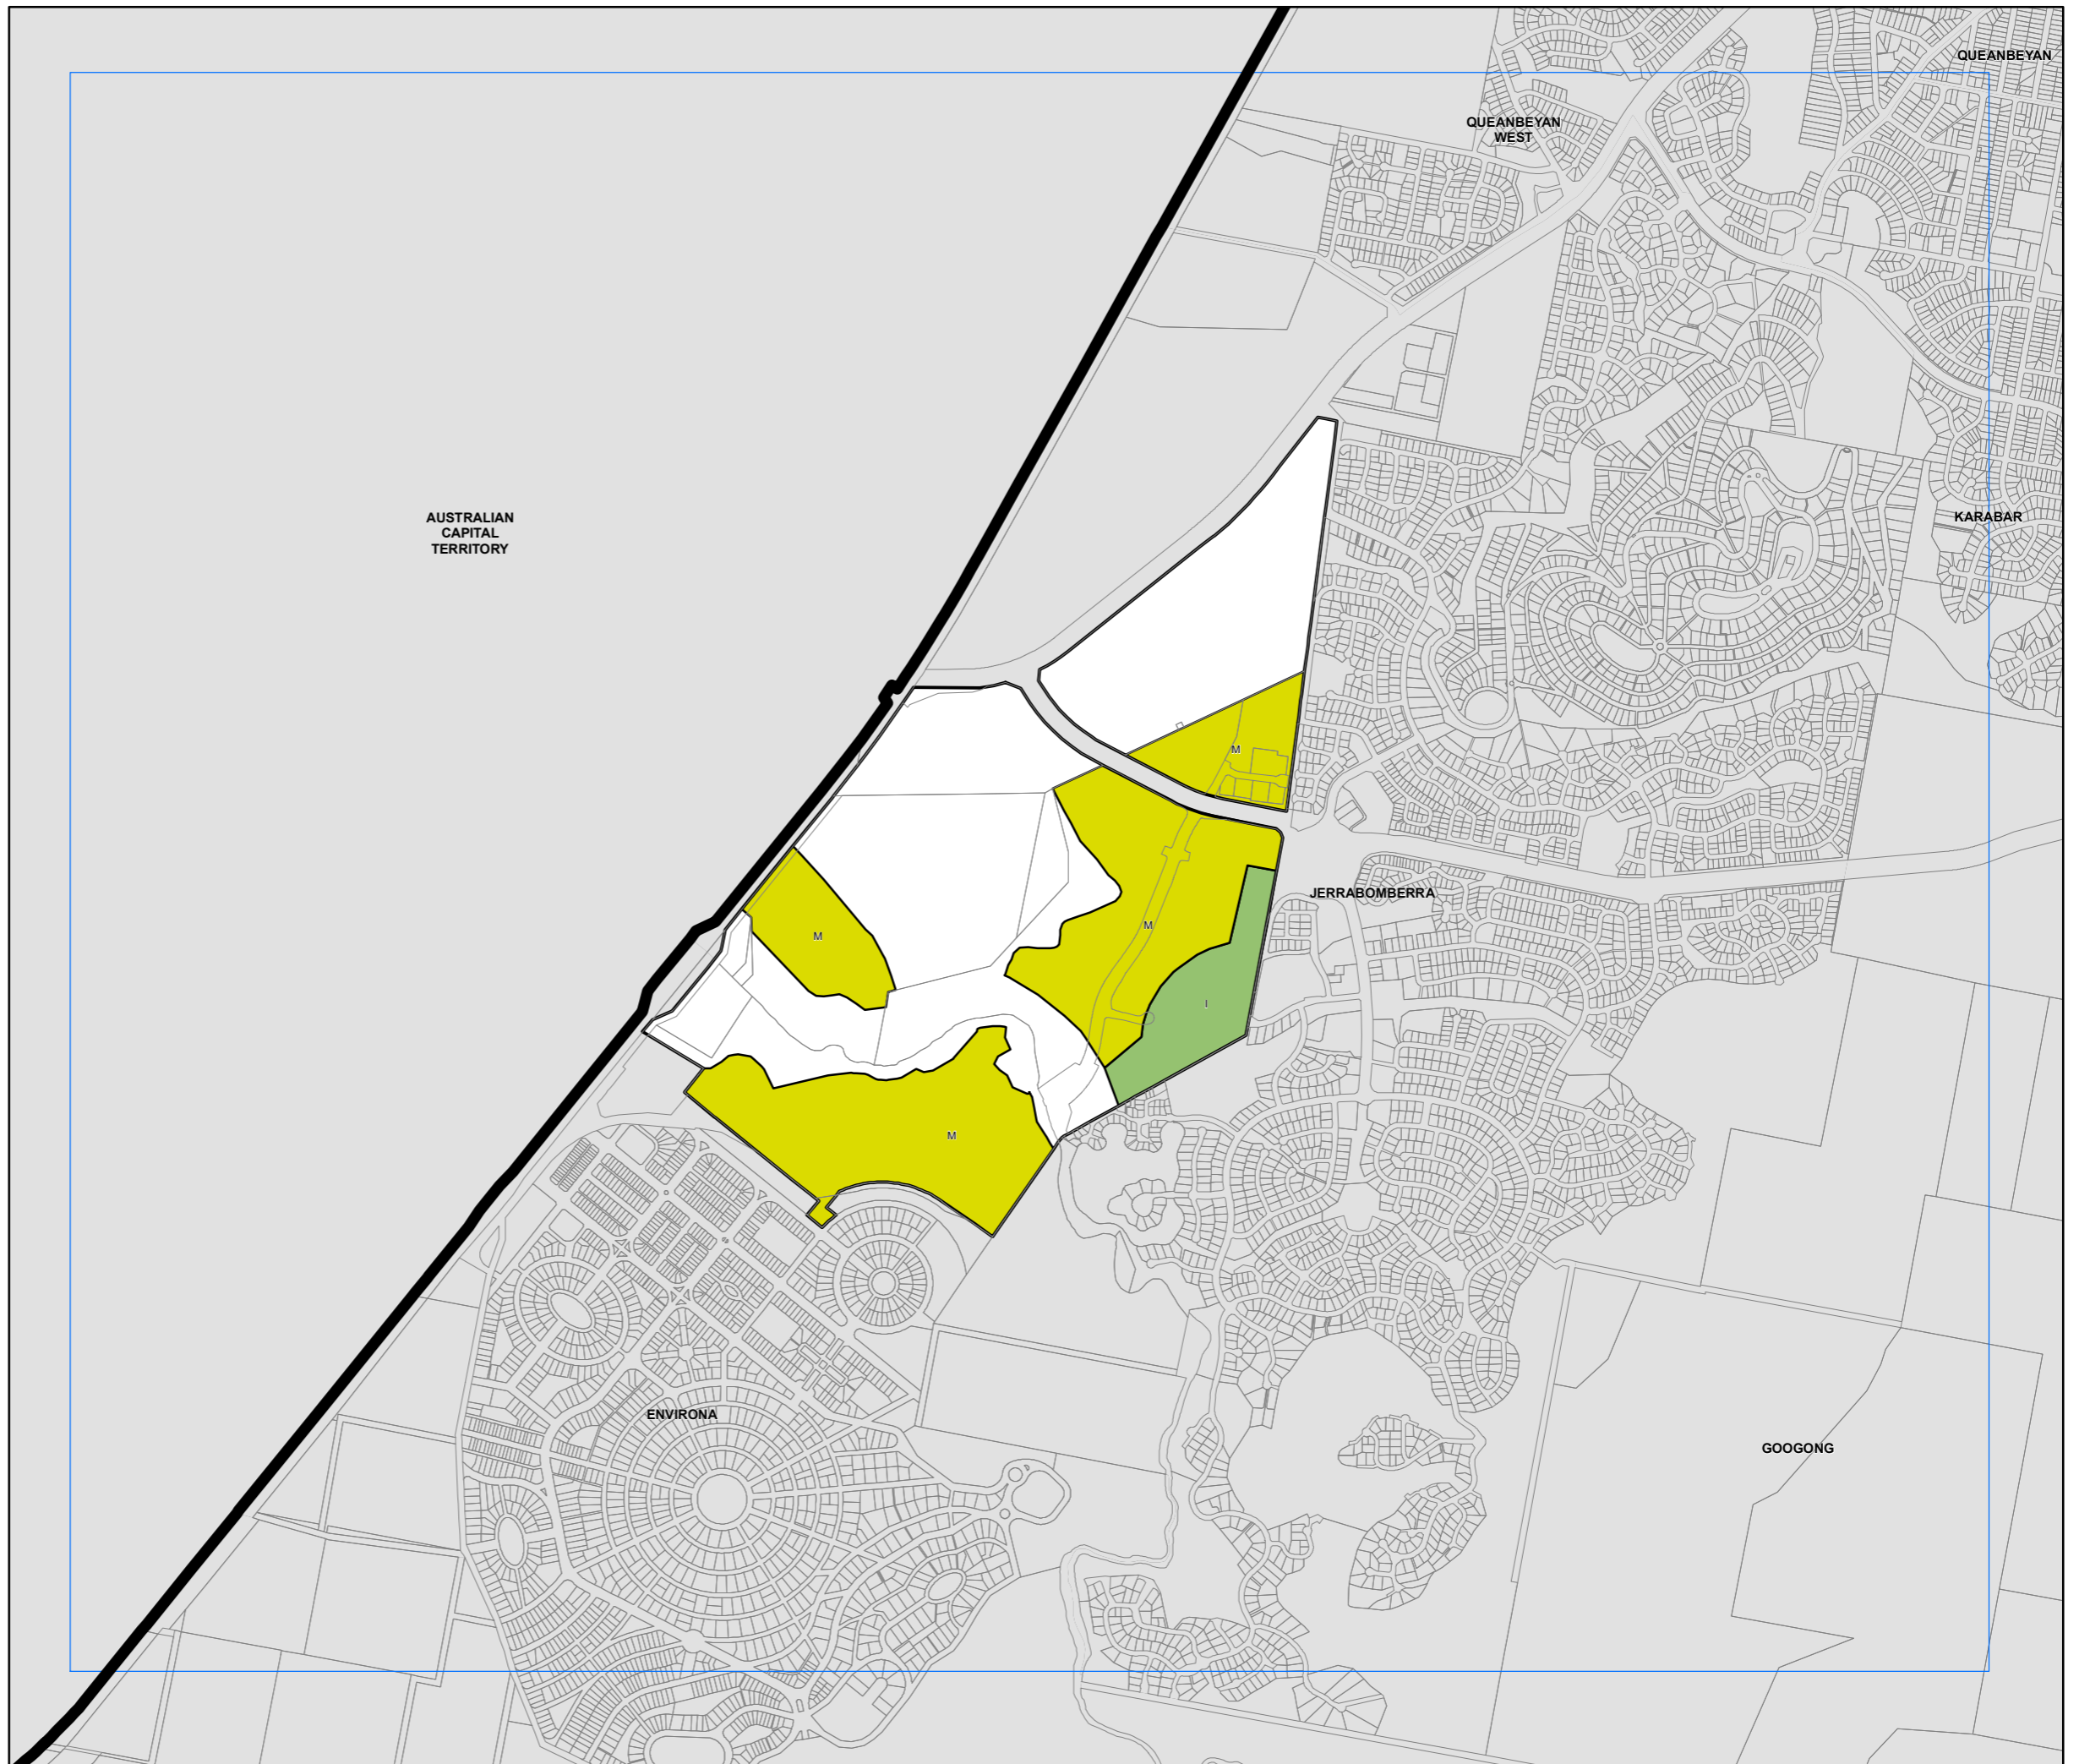 QUEANBEYAN
QUEANBEYAN
WEST
AUSTRALIAN
CAPITAL
TERRITORY
KARABAR
M
JERRABOMBERRA
M
M
I
M
ENVIRONA
GOOGONG